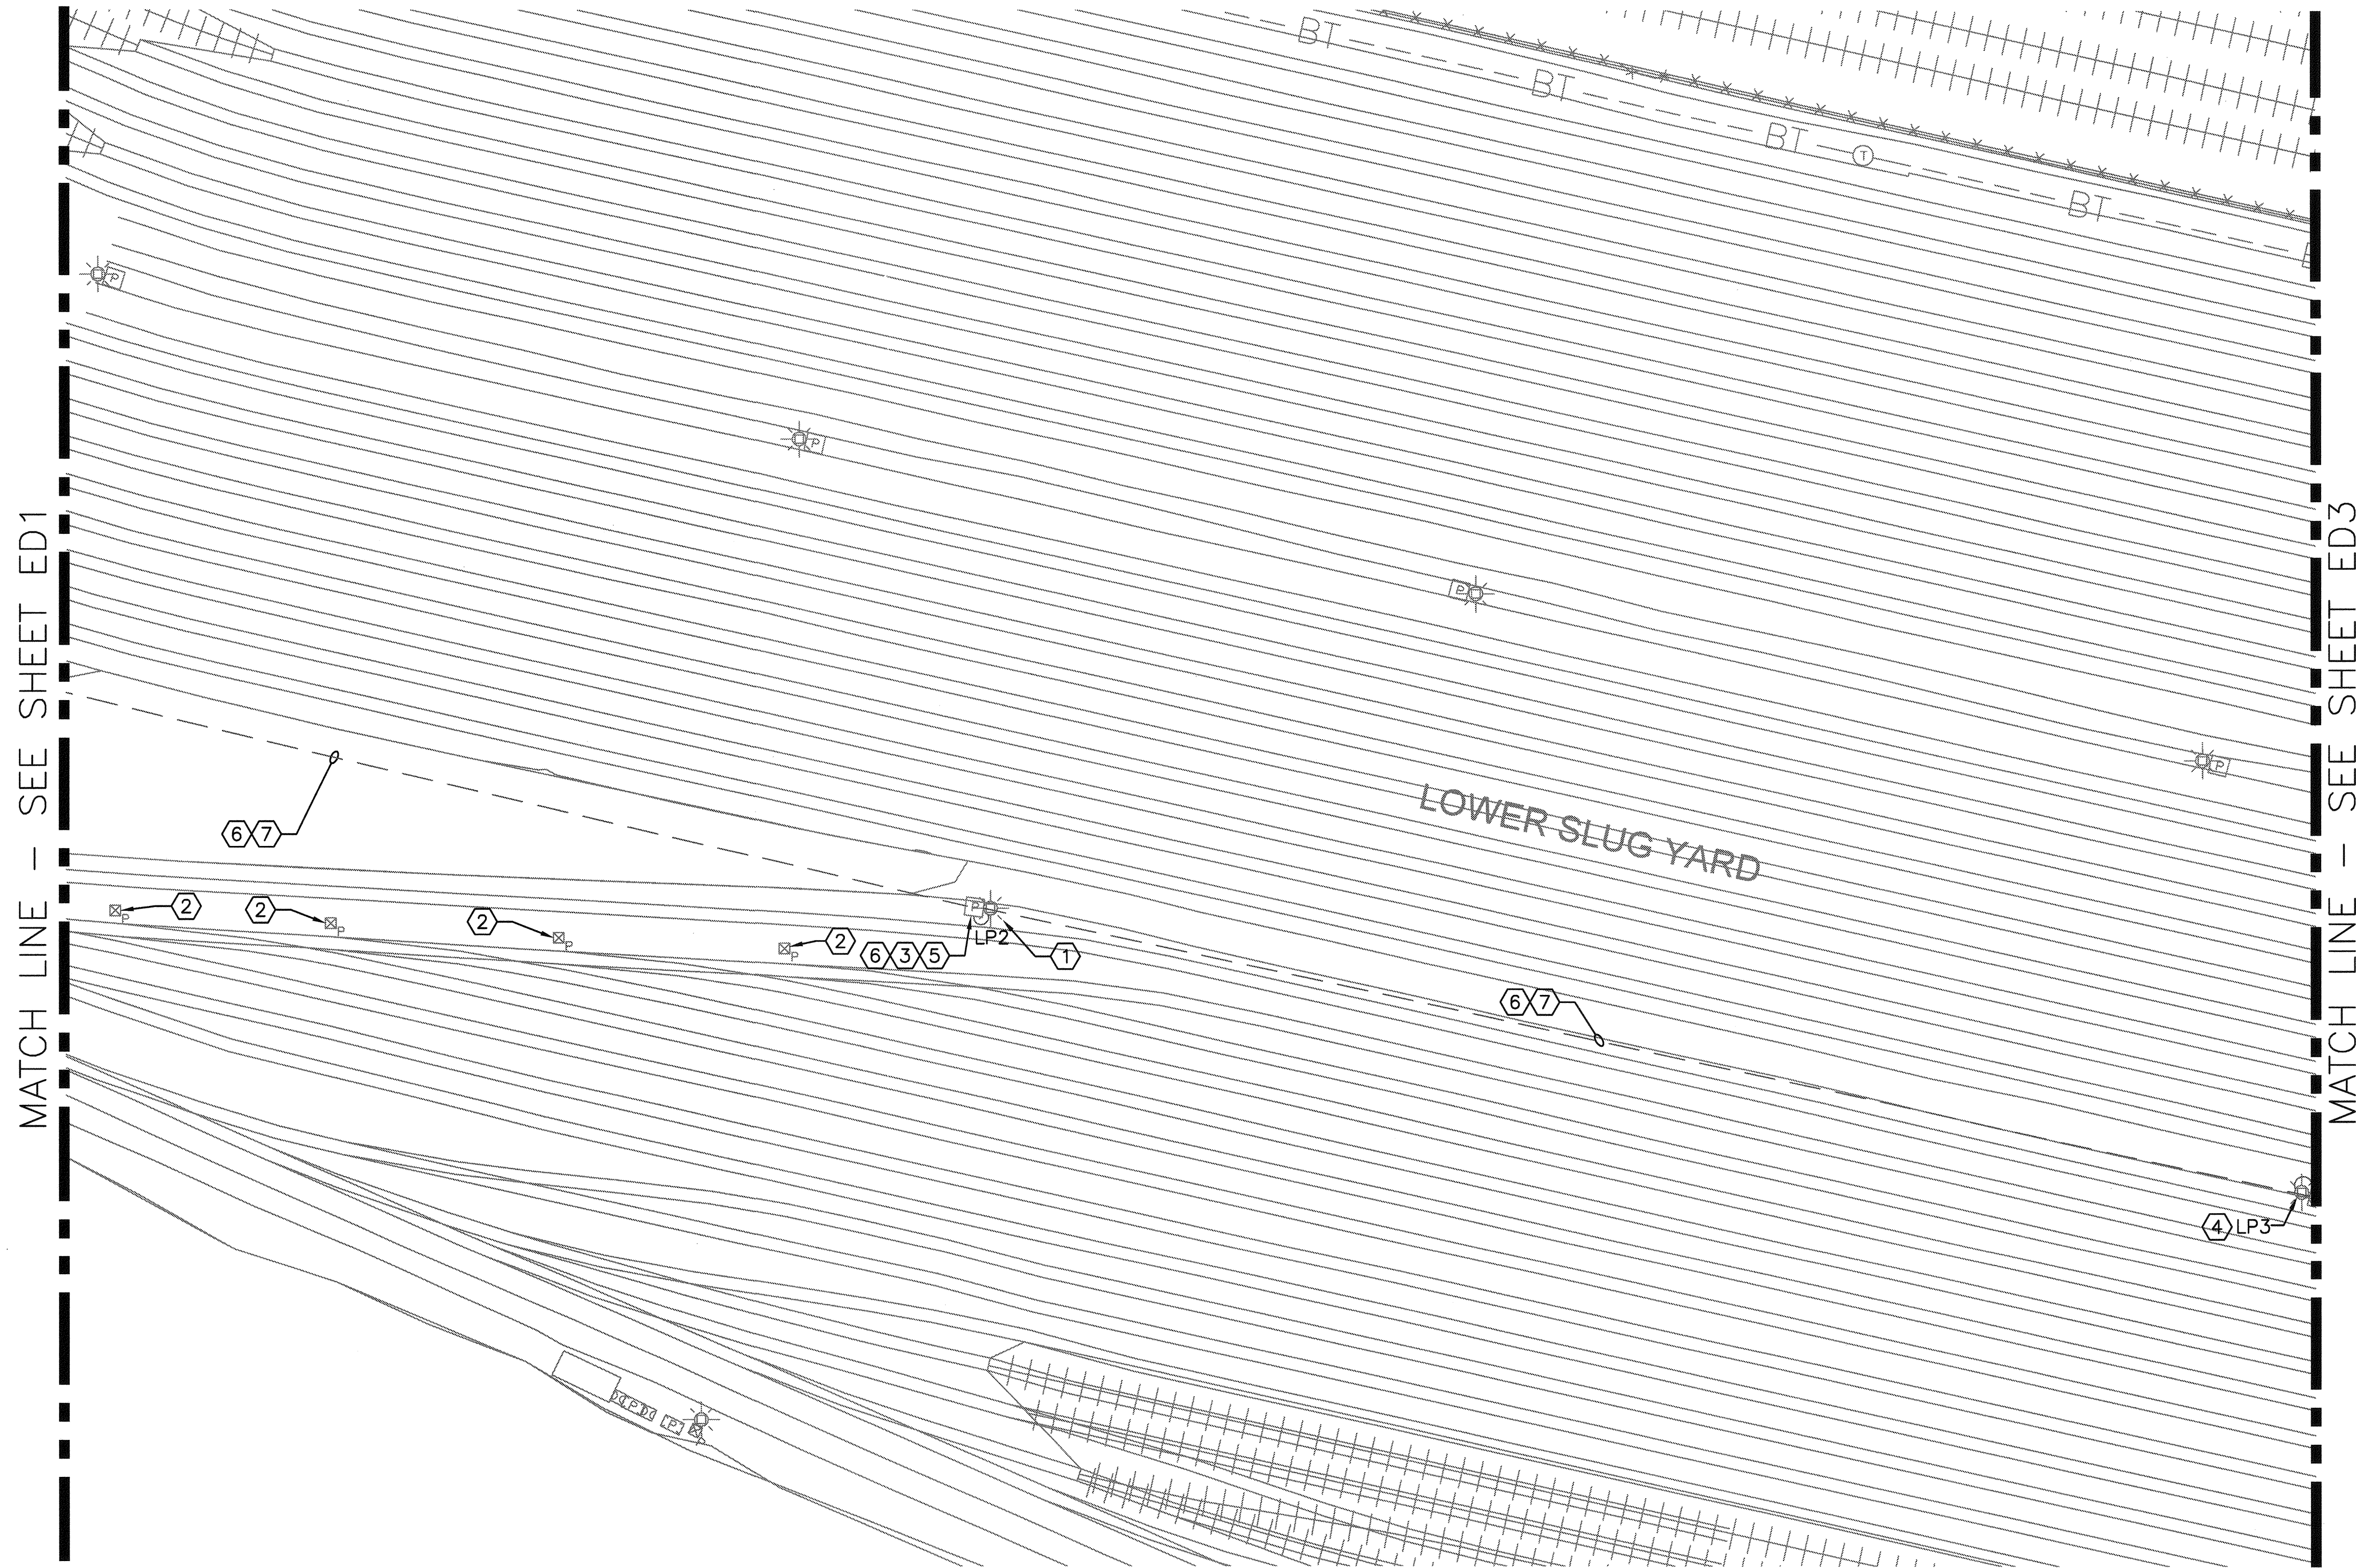 BT
BT
BT
T
BT
P
P
P
P
MATCH LINE – SEE SHEET ED1
MATCH LINE – SEE SHEET ED3
LOWER SLUG YARD
6 7
2
P
2
P
2
P
2
P
P
LP2
6 3 5
1
6 7
4 LP3
P
P
P